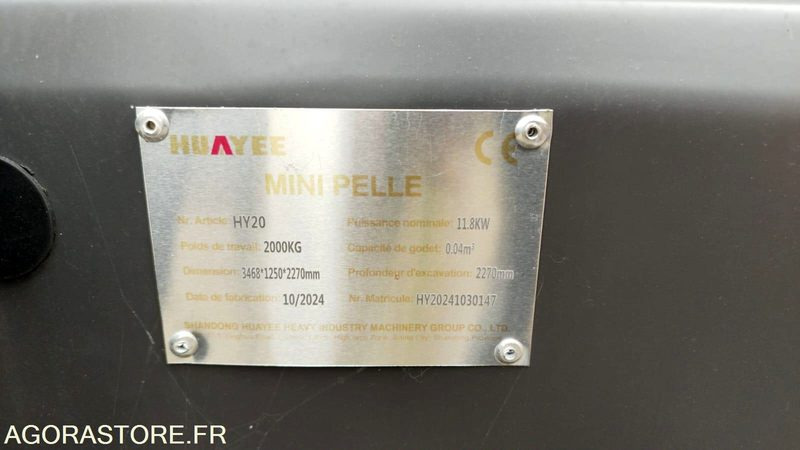 HUAYEE
CE
MINI PELLE
Nr. Article: HY20
Puissance nominale: 11.8KW
Poids de travail: 2000KG
Capacité de godet: 0.04m³
Dimension: 3468*1250*2270mm
Profondeur d'excavation: 2270mm
Date de fabrication: 10/2024
Nr. Matricule: HY20241030147
SHANDONG HUAYEE HEAVY INDUSTRY MACHINERY GROUP CO., LTD.
AGORASTORE.FR